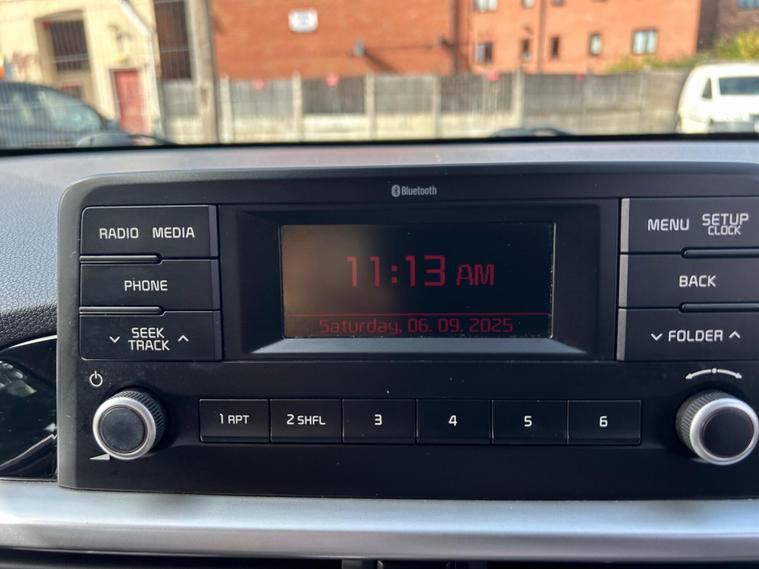 Bluetooth
RADIO MEDIA
PHONE
SEEK
TRACK
11:13 AM
Saturday, 06. 09. 2025
MENU SETUP
CLOCK
BACK
FOLDER
1 RPT 2 SHFL 3 4 5 6